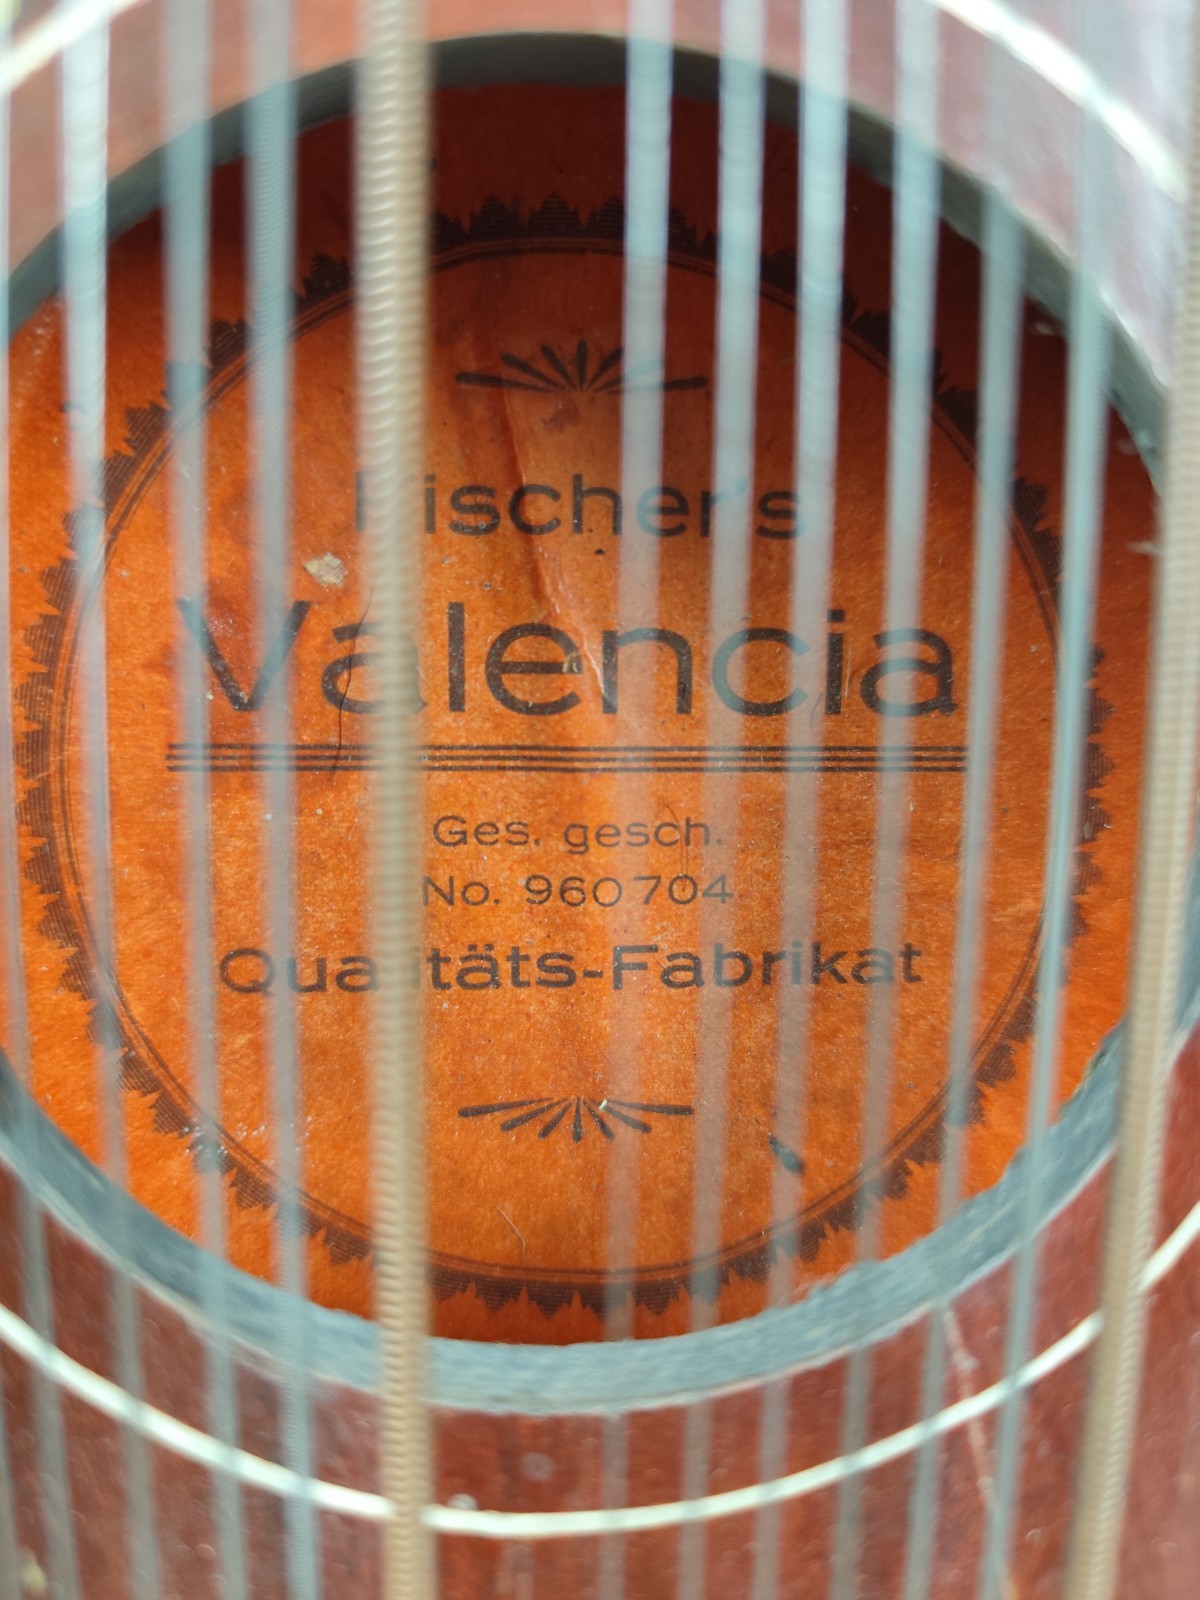 Fischer's
Valencia
Ges. gesch.
No. 960704
Qualitäts-Fabrikat